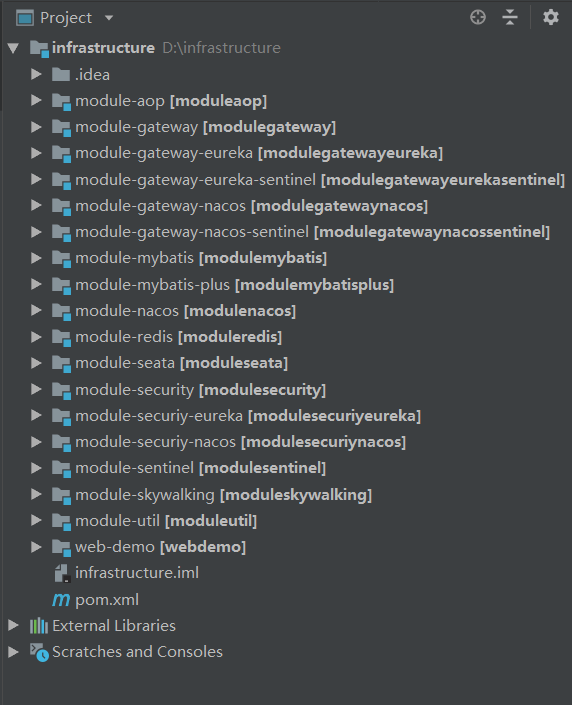 Project
infrastructure D:\infrastructure
.idea
module-aop [moduleaop]
module-gateway [modulegateway]
module-gateway-eureka [modulegatewayeureka]
module-gateway-eureka-sentinel [modulegatewayeurekasentinel]
module-gateway-nacos [modulegatewaynacos]
module-gateway-nacos-sentinel [modulegatewaynacossentinel]
module-mybatis [modulemybatis]
module-mybatis-plus [modulemybatisplus]
module-nacos [modulenacos]
module-redis [moduleredis]
module-seata [moduleseata]
module-security [modulesecurity]
module-securiy-eureka [modulesecuriyeureka]
module-securiy-nacos [modulesecuriynacos]
module-sentinel [modulesentinel]
module-skywalking [moduleskywalking]
module-util [moduleutil]
web-demo [webdemo]
infrastructure.iml
m pom.xml
External Libraries
Scratches and Consoles